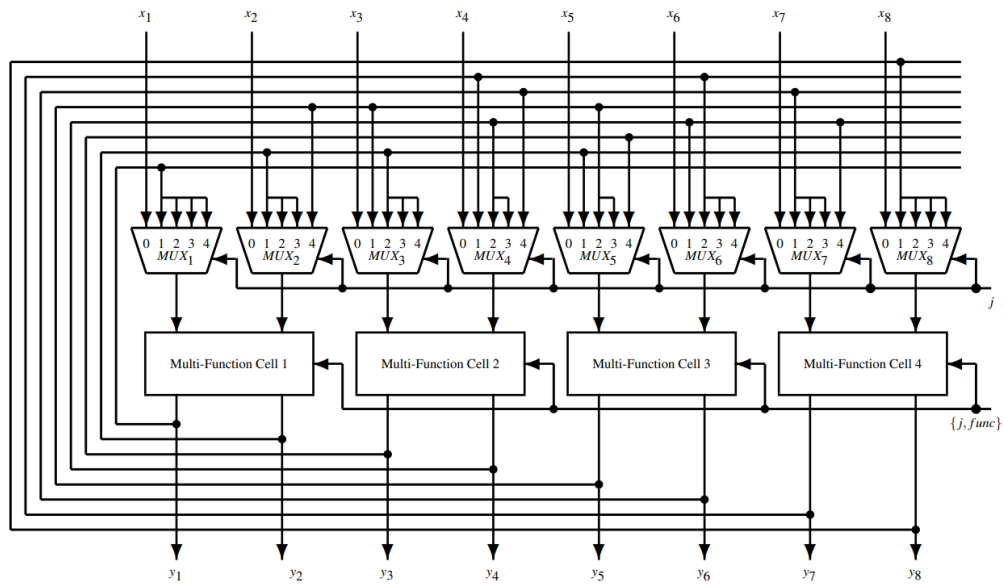 x1 x2 x3 x4 x5 x6 x7 x8
0 1 2 3 4 0 1 2 3 4 0 1 2 3 4 0 1 2 3 4 0 1 2 3 4 0 1 2 3 4 0 1 2 3 4 0 1 2 3 4
MUX1 MUX2 MUX3 MUX4 MUX5 MUX6 MUX7 MUX8
j
Multi-Function Cell 1 Multi-Function Cell 2 Multi-Function Cell 3 Multi-Function Cell 4
{j, func}
y1 y2 y3 y4 y5 y6 y7 y8